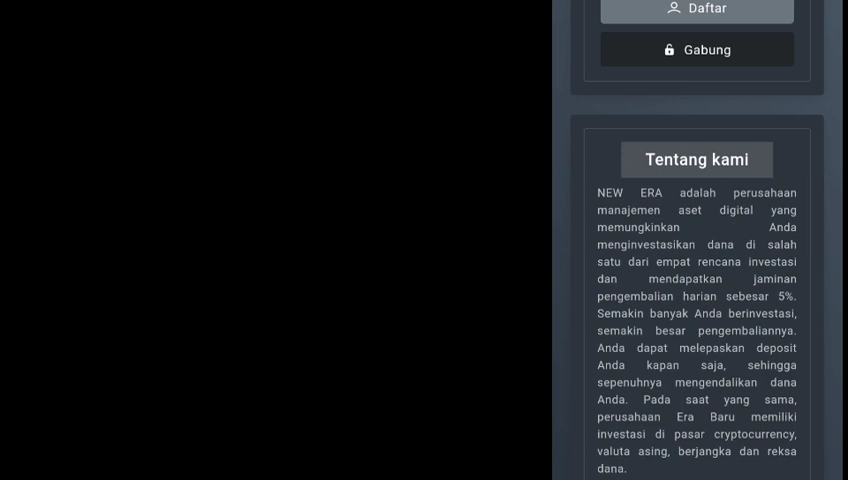 Daftar
Gabung
Tentang kami
NEW ERA adalah perusahaan
manajemen aset digital yang
memungkinkan Anda
menginvestasikan dana di salah
satu dari empat rencana investasi
dan mendapatkan jaminan
pengembalian harian sebesar 5%.
Semakin banyak Anda berinvestasi,
semakin besar pengembaliannya.
Anda dapat melepaskan deposit
Anda kapan saja, sehingga
sepenuhnya mengendalikan dana
Anda. Pada saat yang sama,
perusahaan Era Baru memiliki
investasi di pasar cryptocurrency,
valuta asing, berjangka dan reksa
dana.